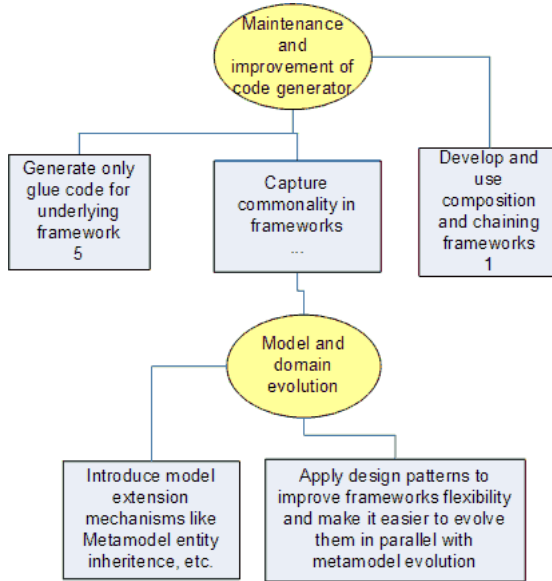 Maintenance
and
improvement of
code generator
Generate only
glue code for
underlying
framework
5
Capture
commonality in
frameworks
...
Develop and
use
composition
and chaining
frameworks
1
Model and
domain
evolution
Introduce model
extension
mechanisms like
Metamodel entity
inheritence, etc.
Apply design patterns to
improve frameworks flexibility
and make it easier to evolve
them in parallel with
metamodel evolution